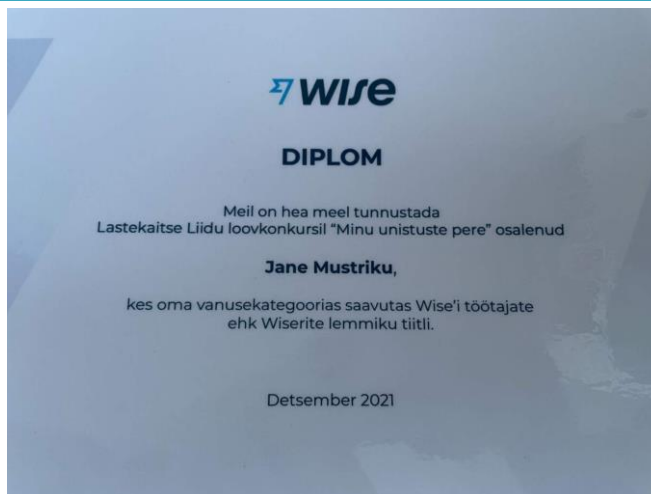 wise
DIPLOM
Meil on hea meel tunnustada
Lastekaitse Liidu loovkonkursil “Minu unistuste pere” osalenud
Jane Mustriku,
kes oma vanusekategoorias saavutas Wise’i töötajate
ehk Wiserite lemmiku tiitli.
Detsember 2021